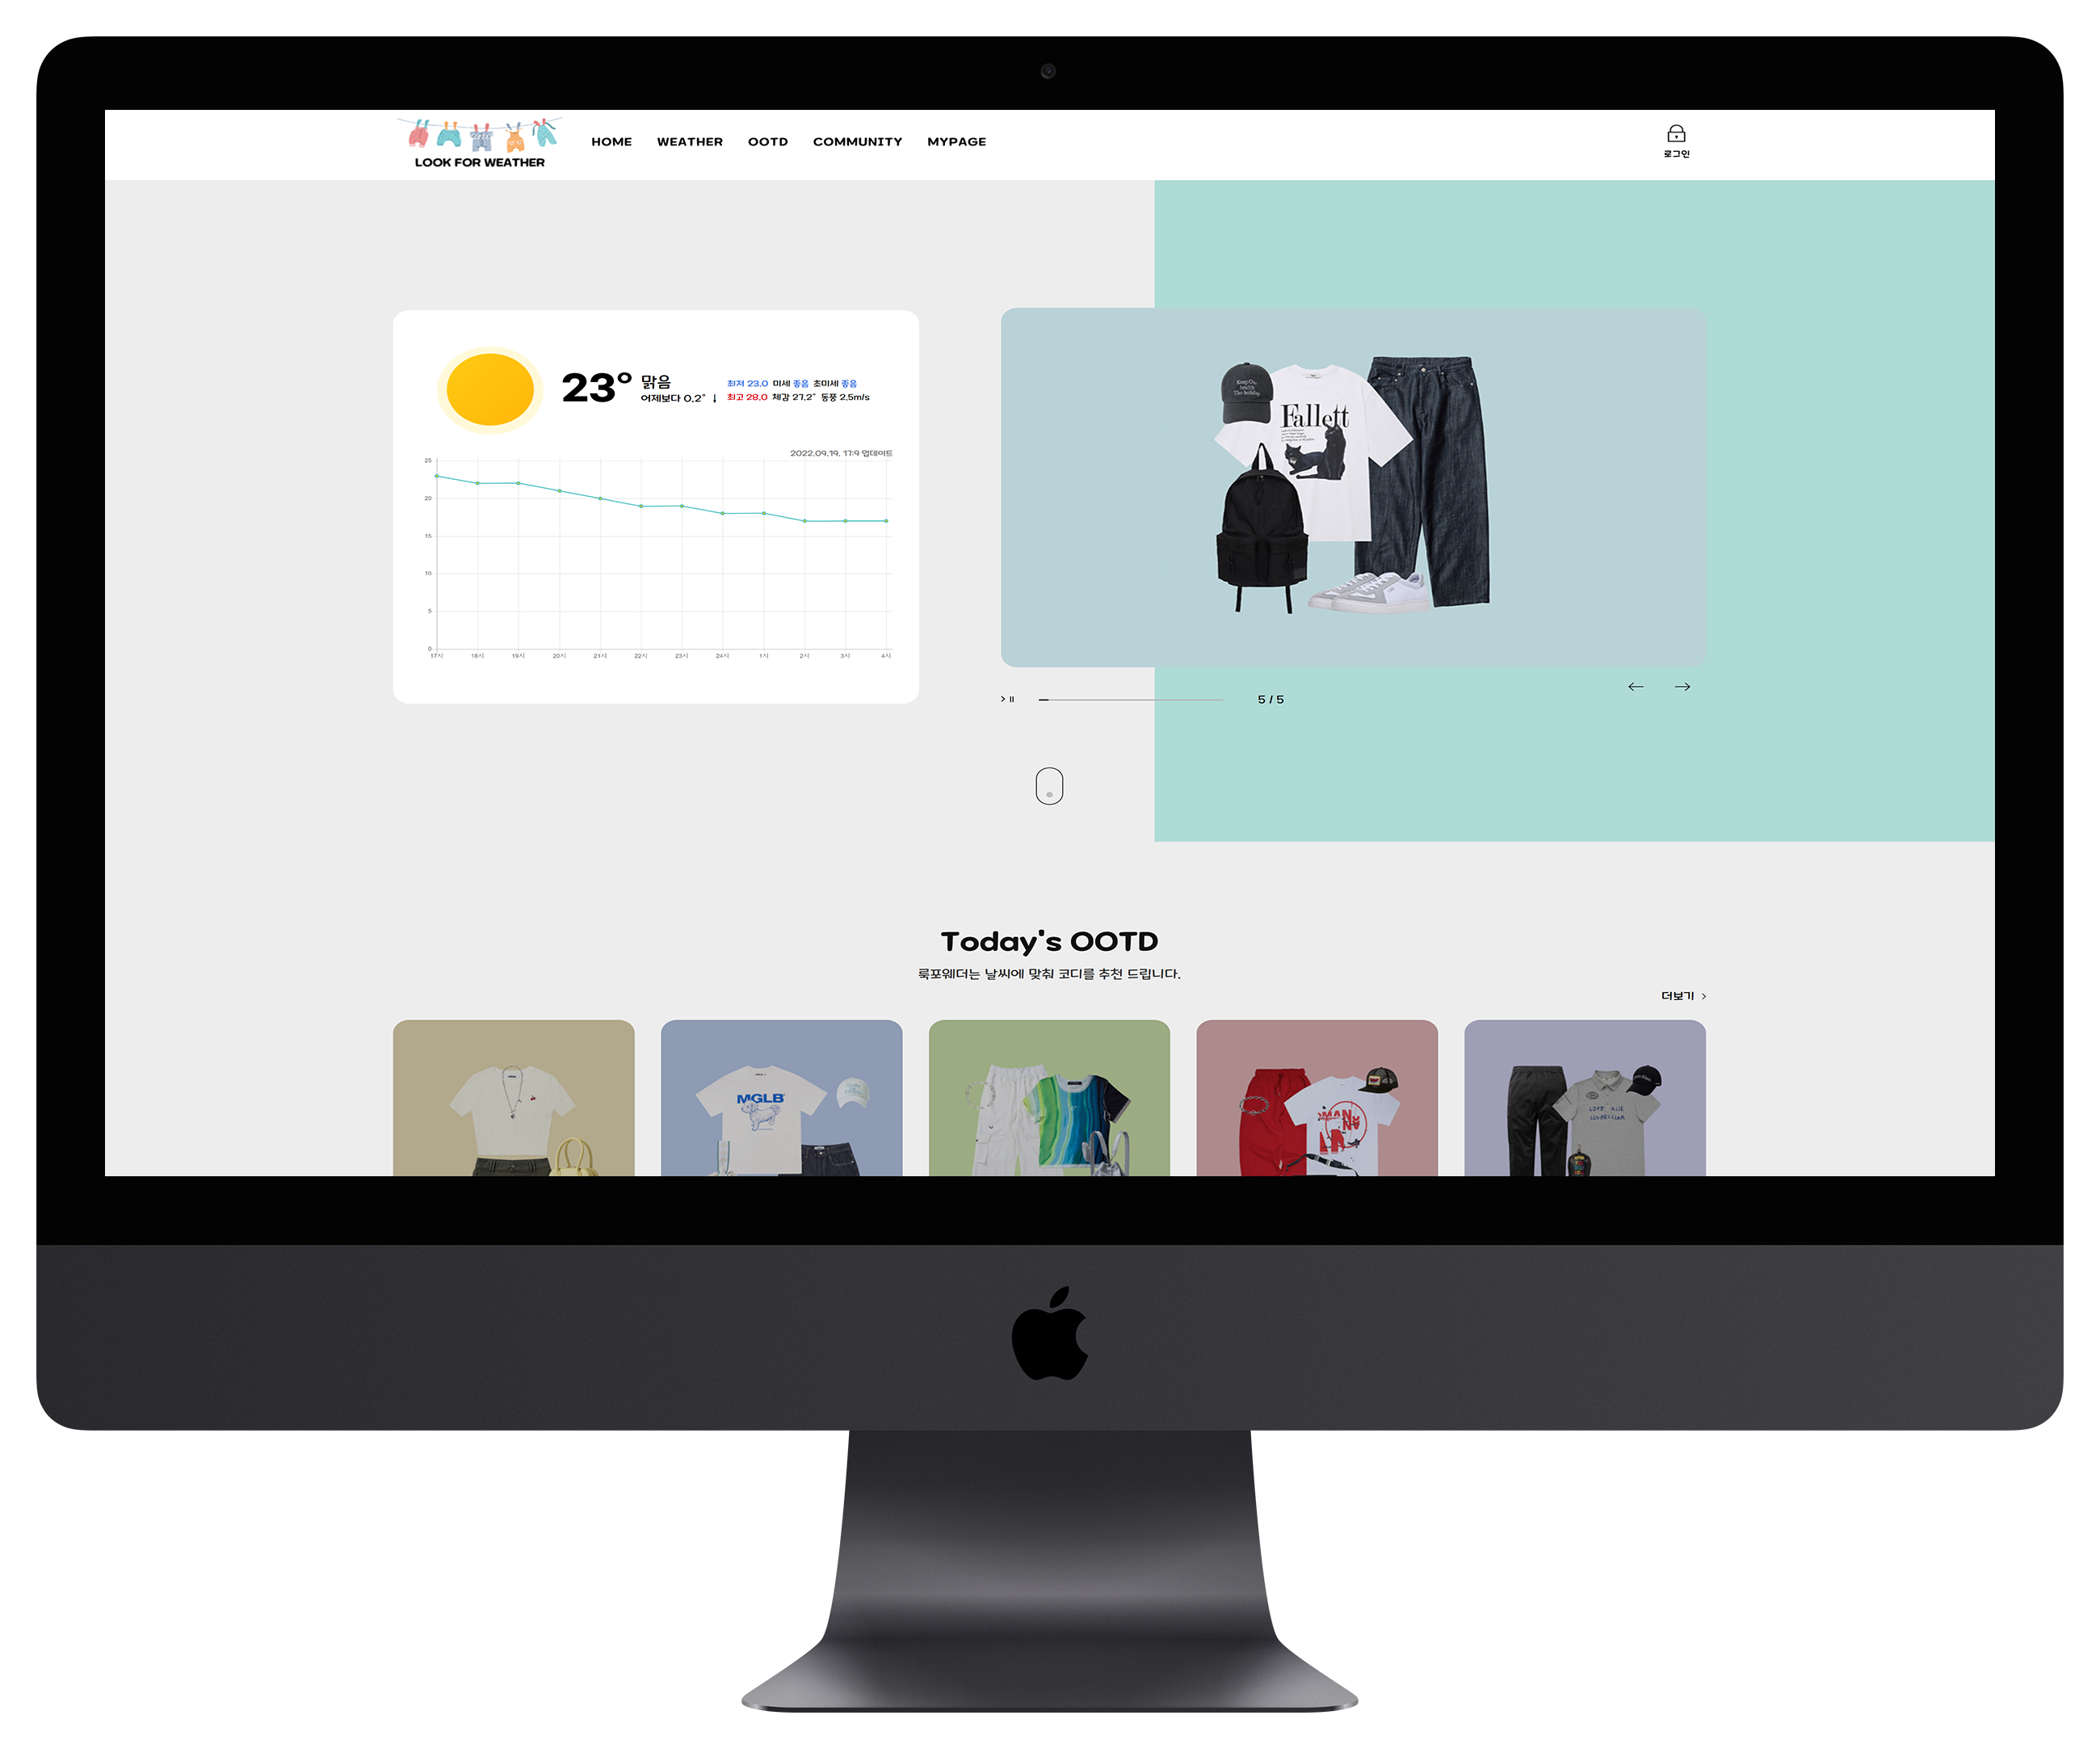 LOOK FOR WEATHER
HOME WEATHER OOTD COMMUNITY MYPAGE
로그인
23° 맑음
어제보다 0.2° ↓
최저 23.0 미세 좋음 초미세 좋음
최고 28.0 체감 27.2° 동풍 2.5m/s
2022.09.19. 17:9 업데이트
25
20
15
10
5
0
17시 18시 19시 20시 21시 22시 23시 24시 1시 2시 3시 4시
Fallett
5 / 5
Today's OOTD
룩포웨더는 날씨에 맞춰 코디를 추천 드립니다.
더보기 >
MGLB